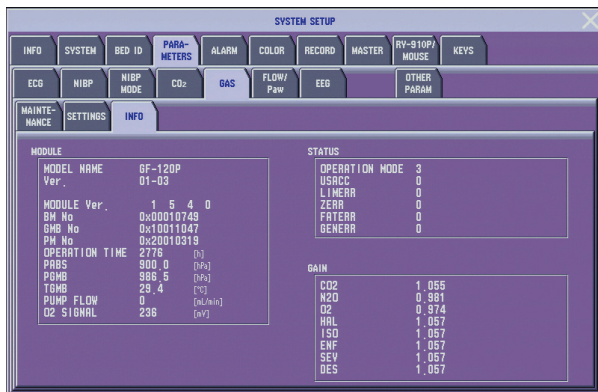 SYSTEM SETUP
INFO SYSTEM BED ID PARA-METERS ALARM COLOR RECORD MASTER RY-910P/MOUSE KEYS
ECG NIBP NIBP MODE CO₂ GAS FLOW/Paw EEG OTHER PARAM
MAINTE-NANCE SETTINGS INFO
MODULE
MODEL NAME GF-120P
Ver. 01-03
MODULE Ver. 1 5 4 0
BM No 0x00010749
GMB No 0x10011047
PM No 0x20010319
OPERATION TIME 2776 [h]
PABS 900.0 [hPa]
PGMB 986.5 [hPa]
TGMB 29.4 [°C]
PUMP FLOW 0 [mL/min]
O2 SIGNAL 236 [mV]
STATUS
OPERATION MODE 3
USACC 0
LIMERR 0
ZERR 0
FATERR 0
GENERR 0
GAIN
CO2 1.055
N2O 0.981
O2 0.974
HAL 1.057
ISO 1.057
ENF 1.057
SEV 1.057
DES 1.057